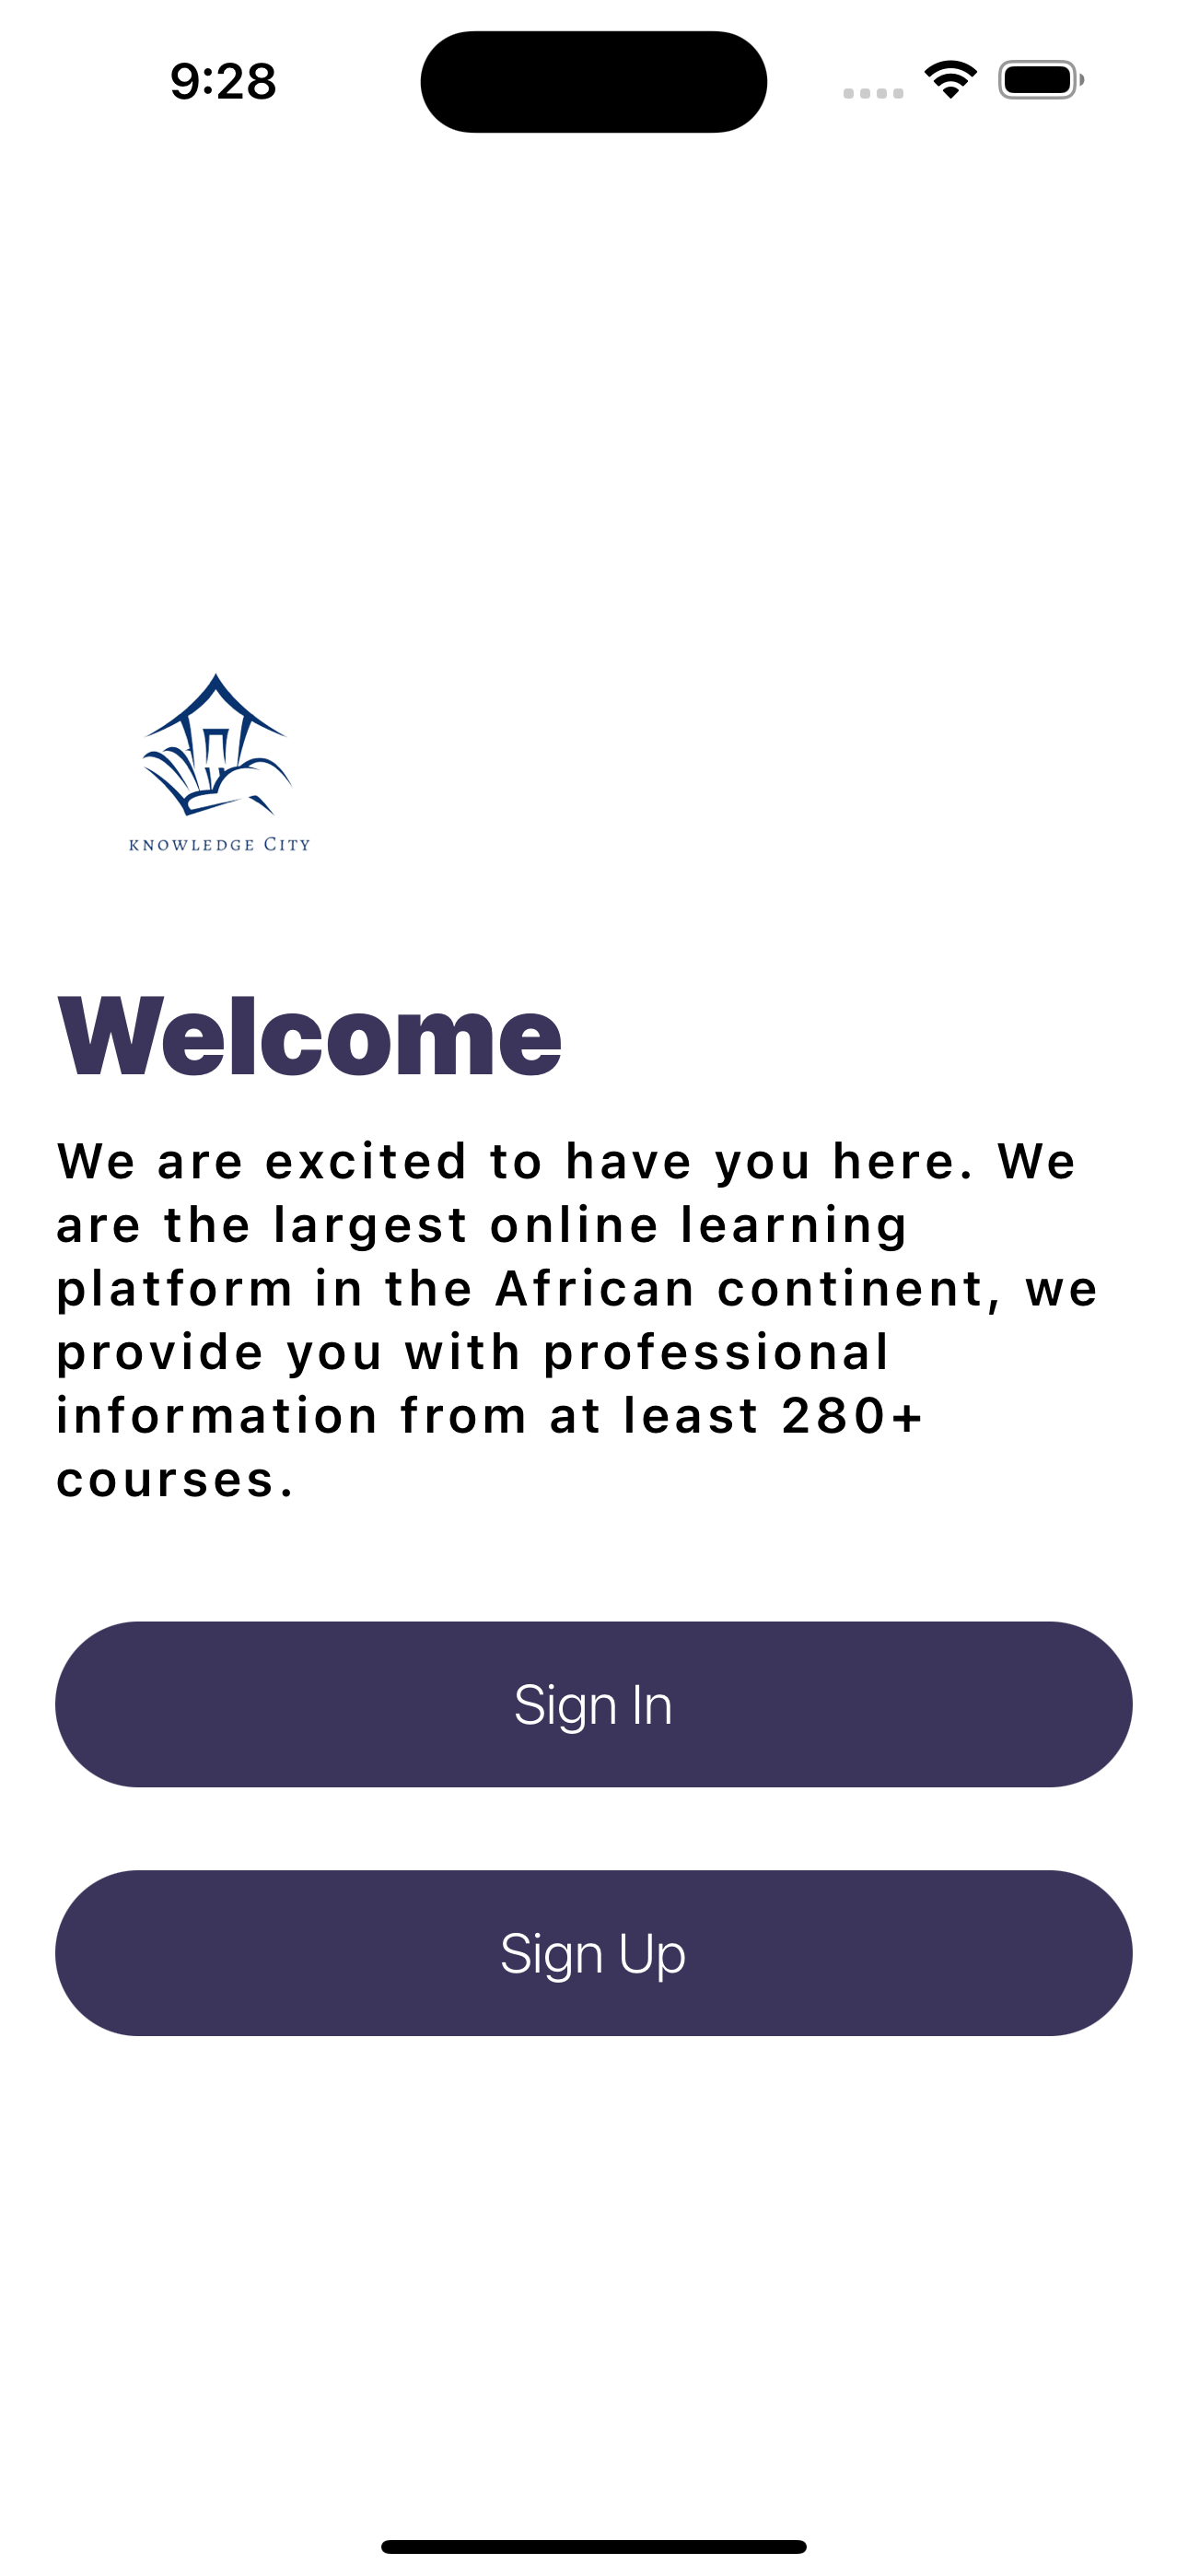 9:28
KNOWLEDGE CITY
Welcome
We are excited to have you here. We
are the largest online learning
platform in the African continent, we
provide you with professional
information from at least 280+
courses.
Sign In
Sign Up